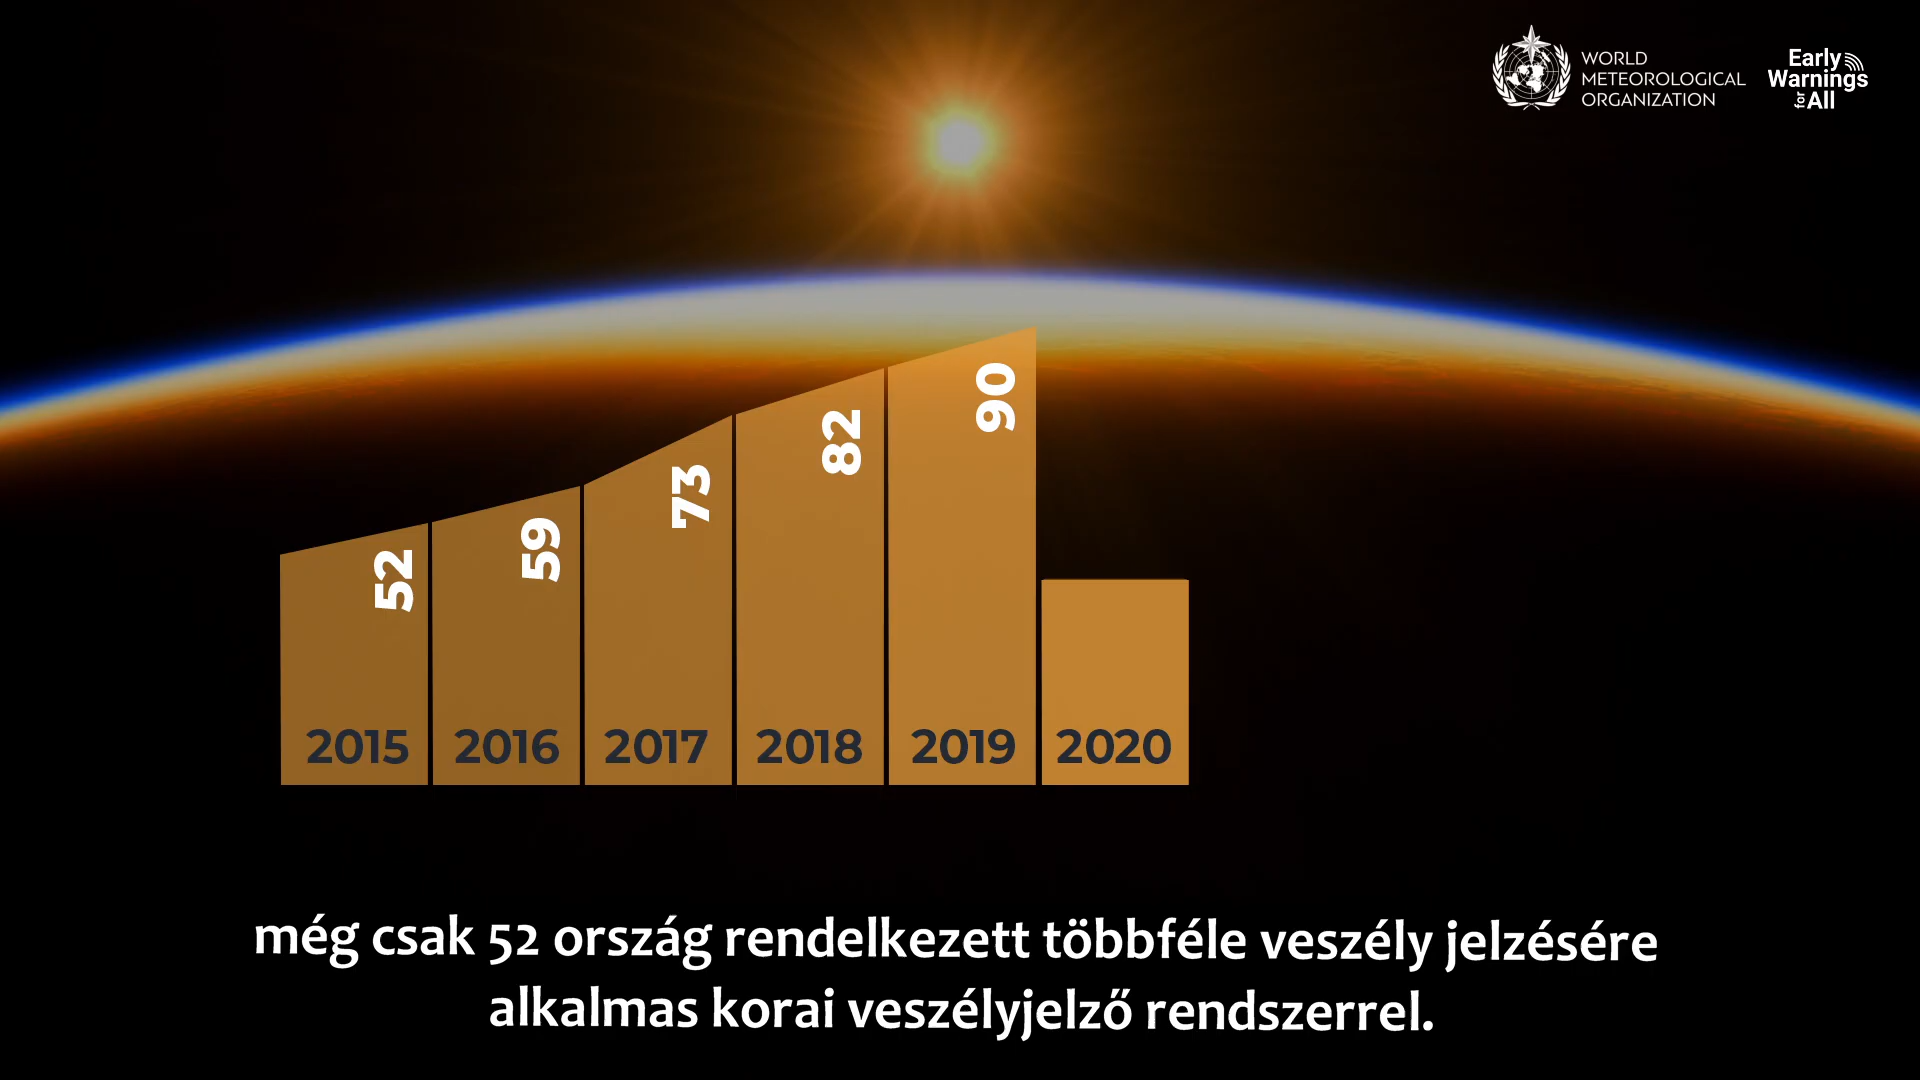 WORLD
METEOROLOGICAL
ORGANIZATION
Early
Warnings
for All
52
59
73
82
90
2015
2016
2017
2018
2019
2020
még csak 52 ország rendelkezett többféle veszély jelzésére
alkalmas korai veszélyjelző rendszerrel.